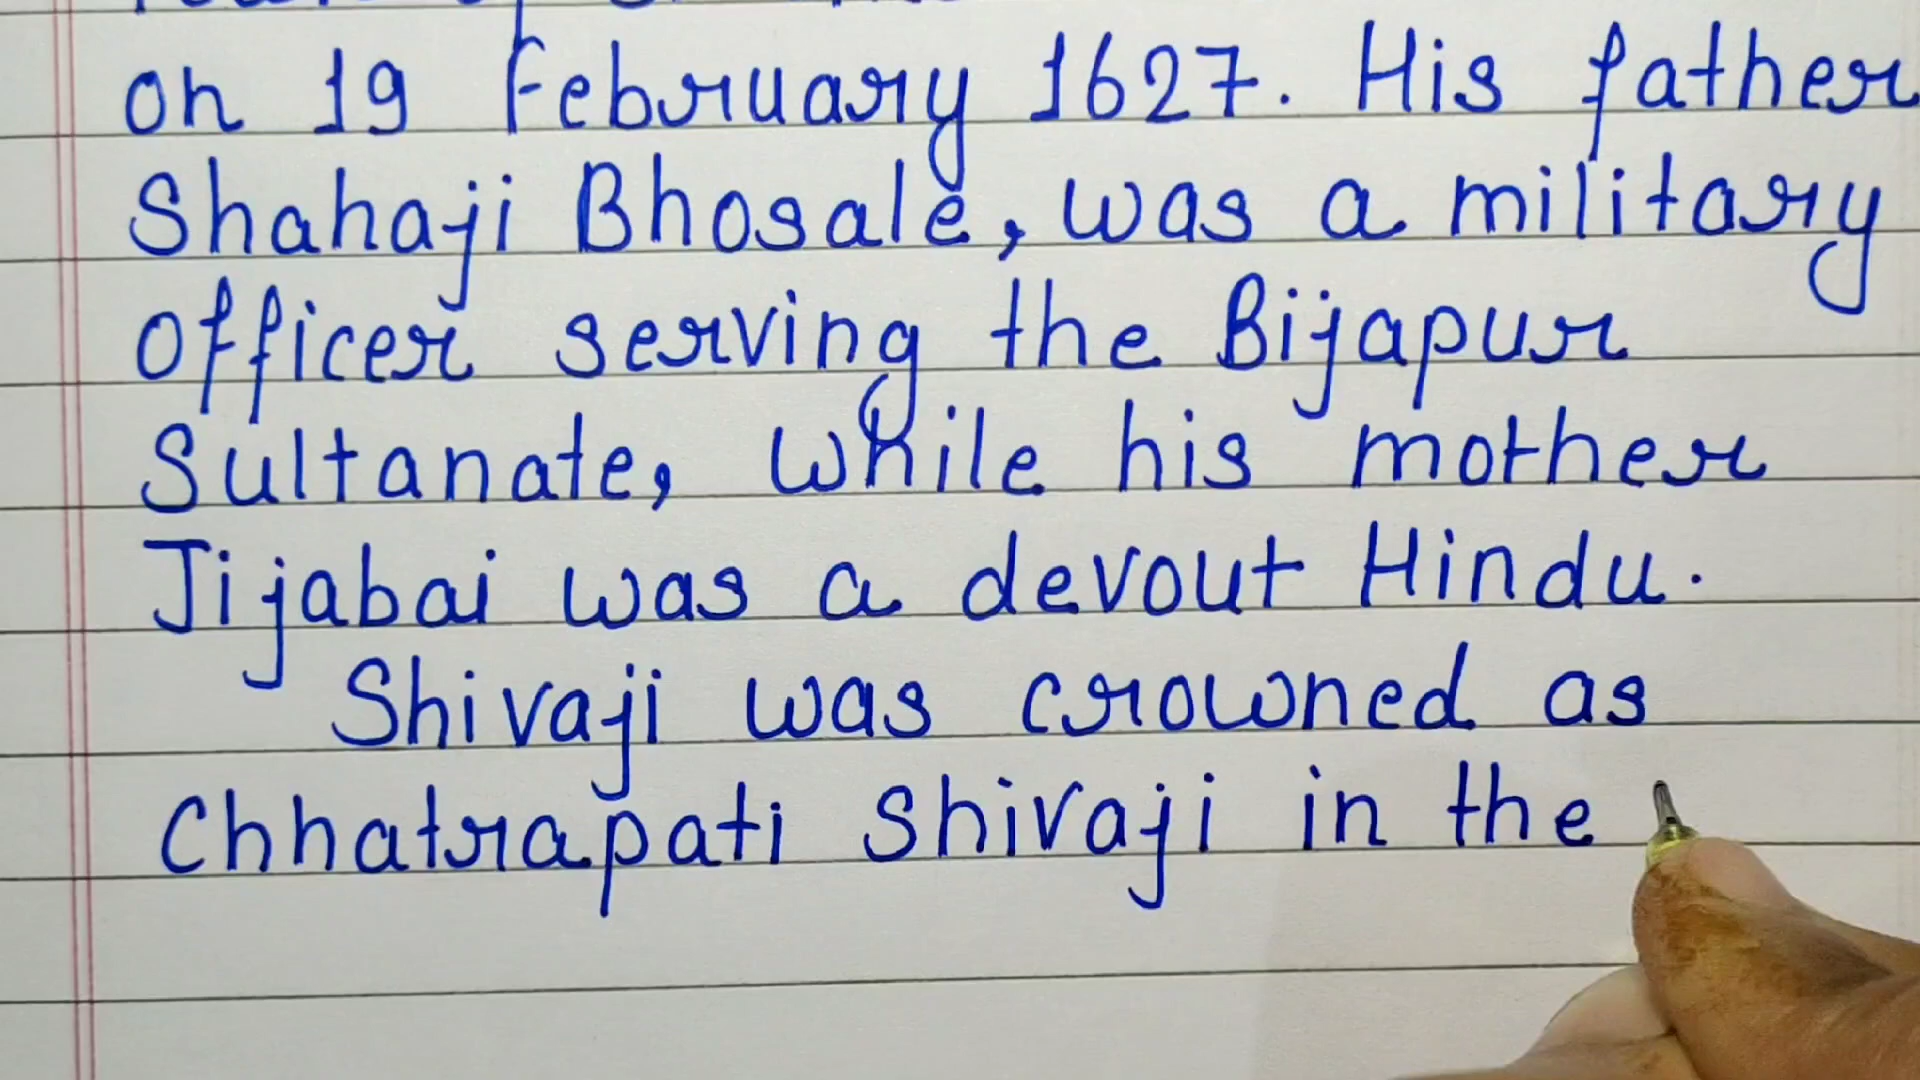 on 19 February 1627. His father
Shahaji Bhosale, was a military
officer serving the Bijapur
Sultanate, while his mother
Jijabai was a devout Hindu.
Shivaji was crowned as
Chhatrapati Shivaji in the